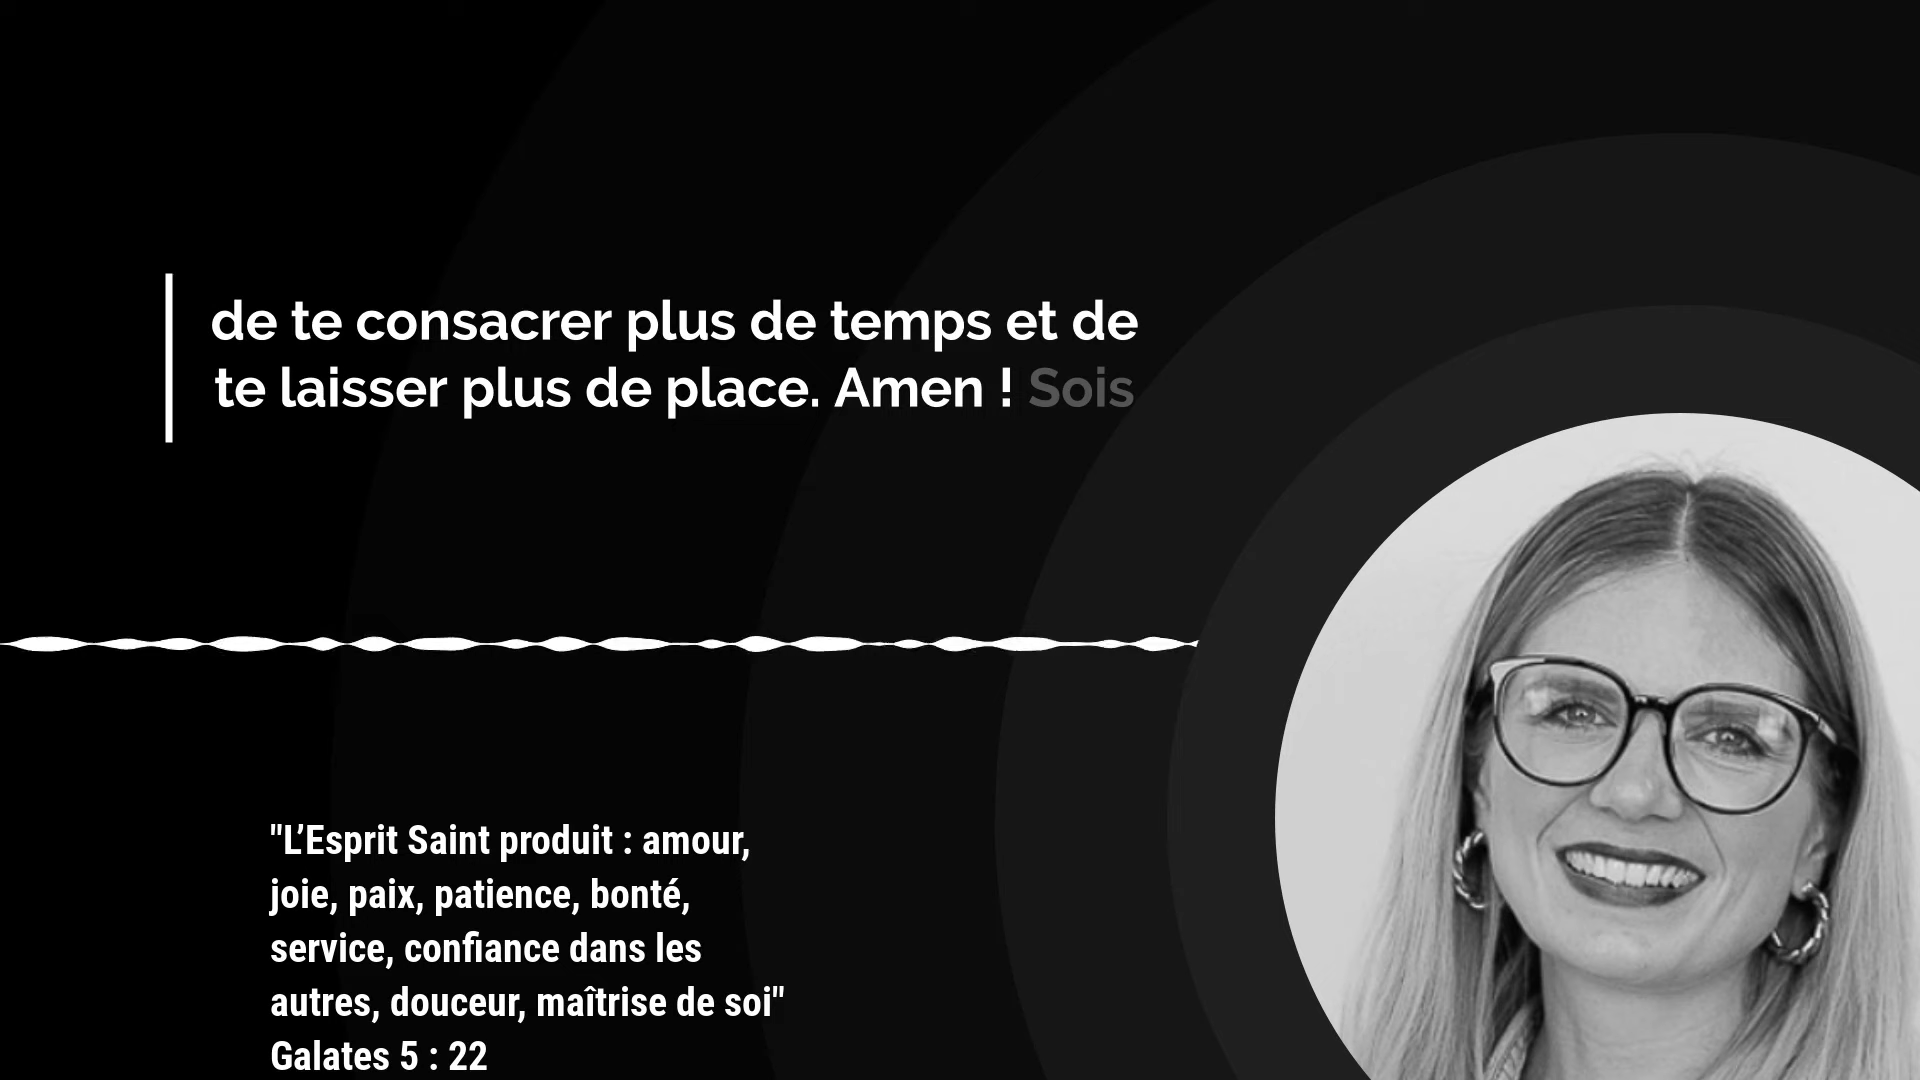 de te consacrer plus de temps et de
te laisser plus de place. Amen ! Sois
"L’Esprit Saint produit : amour,
joie, paix, patience, bonté,
service, confiance dans les
autres, douceur, maîtrise de soi"
Galates 5 : 22